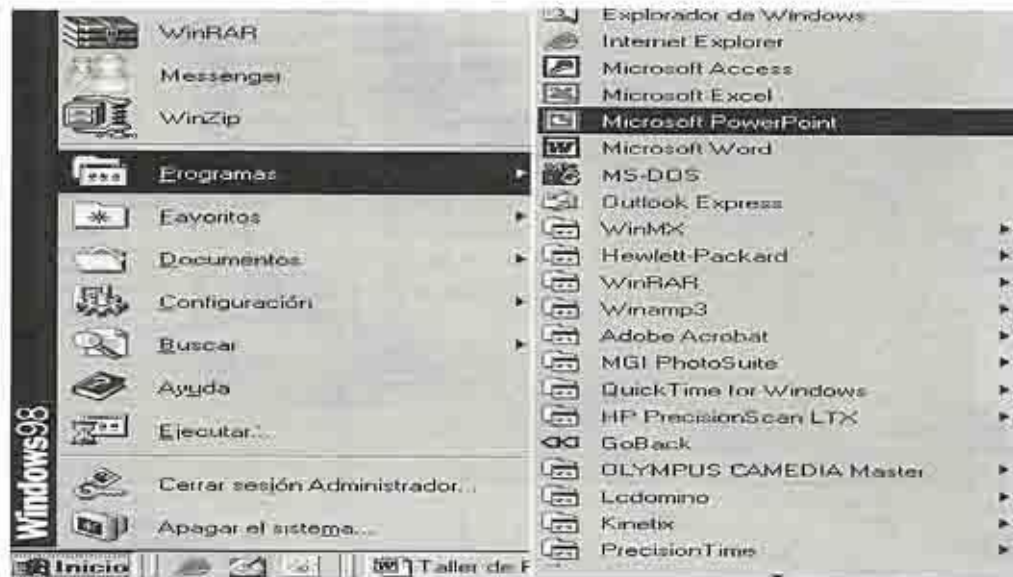 WinRAR
Messenger
WinZip
Programas
Favoritos
Documentos
Configuración
Buscar
Ayuda
Ejecutar...
Cerrar sesión Administrador...
Apagar el sistema...
Windows98
Inicio
Taller de
Explorador de Windows
Internet Explorer
Microsoft Access
Microsoft Excel
Microsoft PowerPoint
Microsoft Word
MS-DOS
Outlook Express
WinMX
Hewlett-Packard
WinRAR
Winamp3
Adobe Acrobat
MGI PhotoSuite
QuickTime for Windows
HP PrecisionScan LTX
GoBack
OLYMPUS CAMEDIA Master
Lcdomino
Kinetix
PrecisionTime